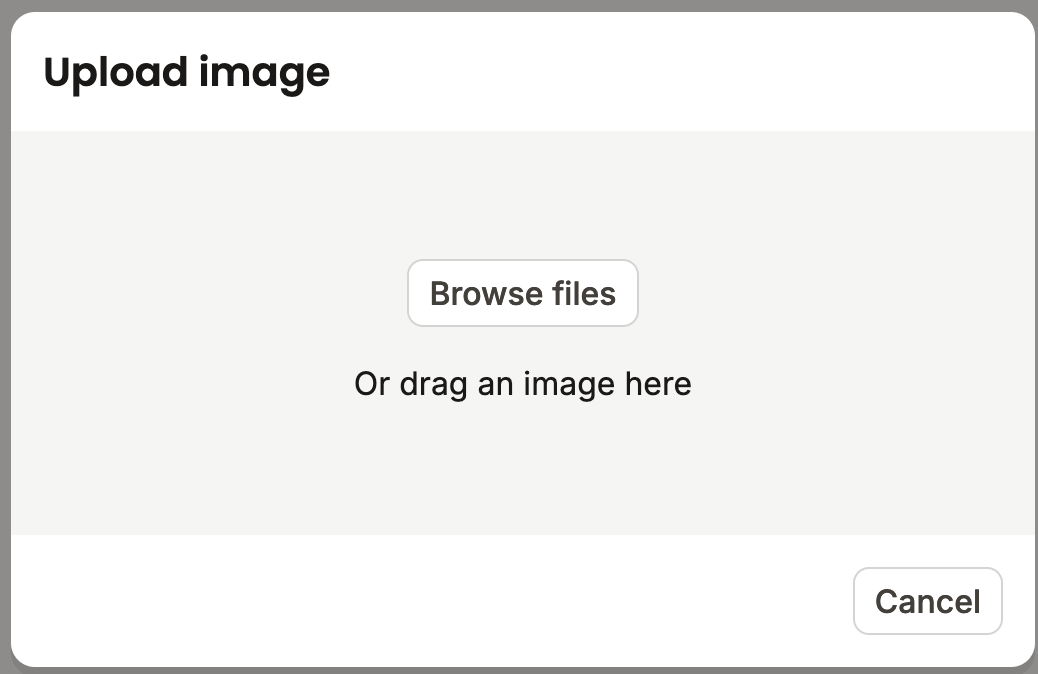 Upload image
Browse files
Or drag an image here
Cancel